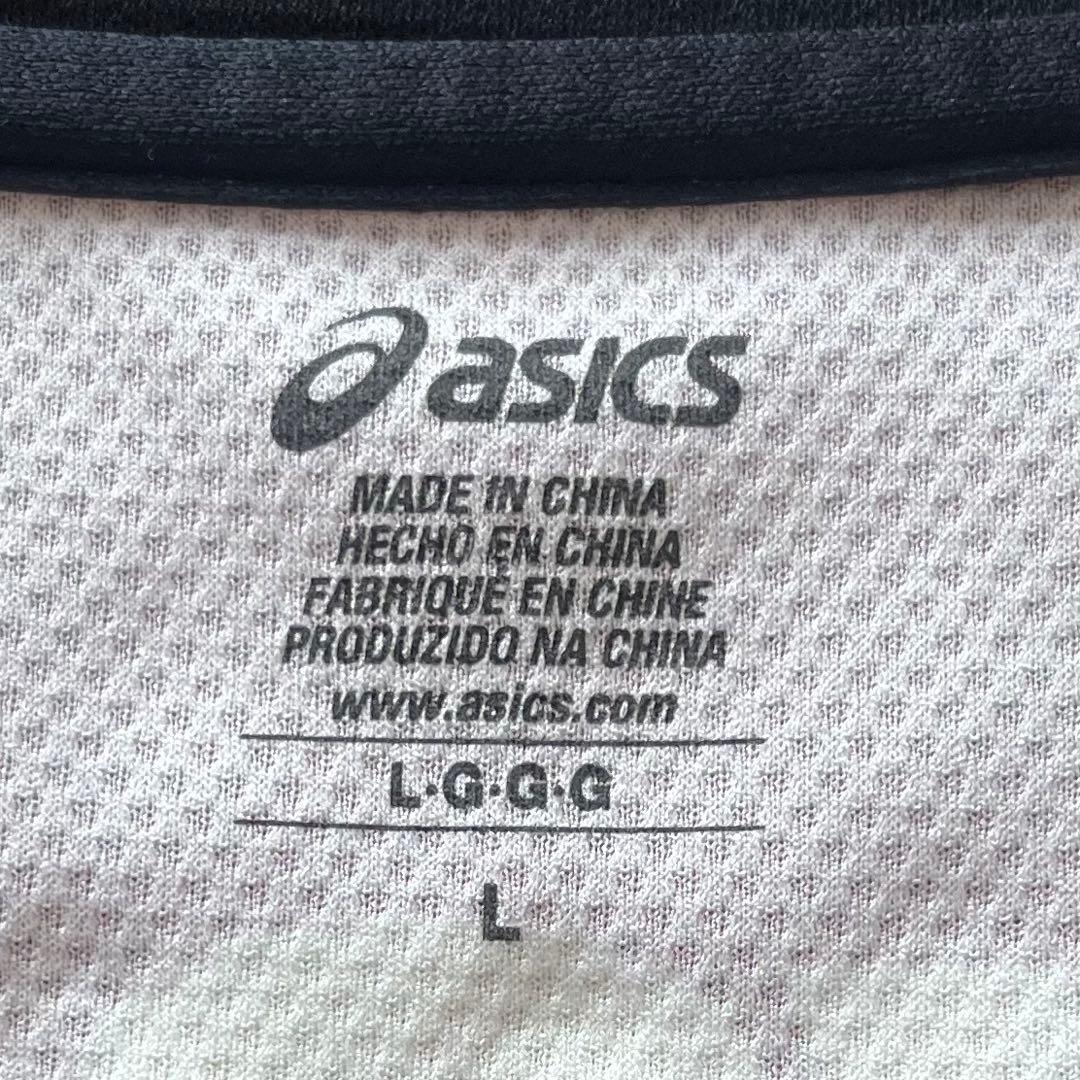 asics
MADE IN CHINA
HECHO EN CHINA
FABRIQUÉ EN CHINE
PRODUZIDO NA CHINA
www.asics.com
L·G·G·G
L